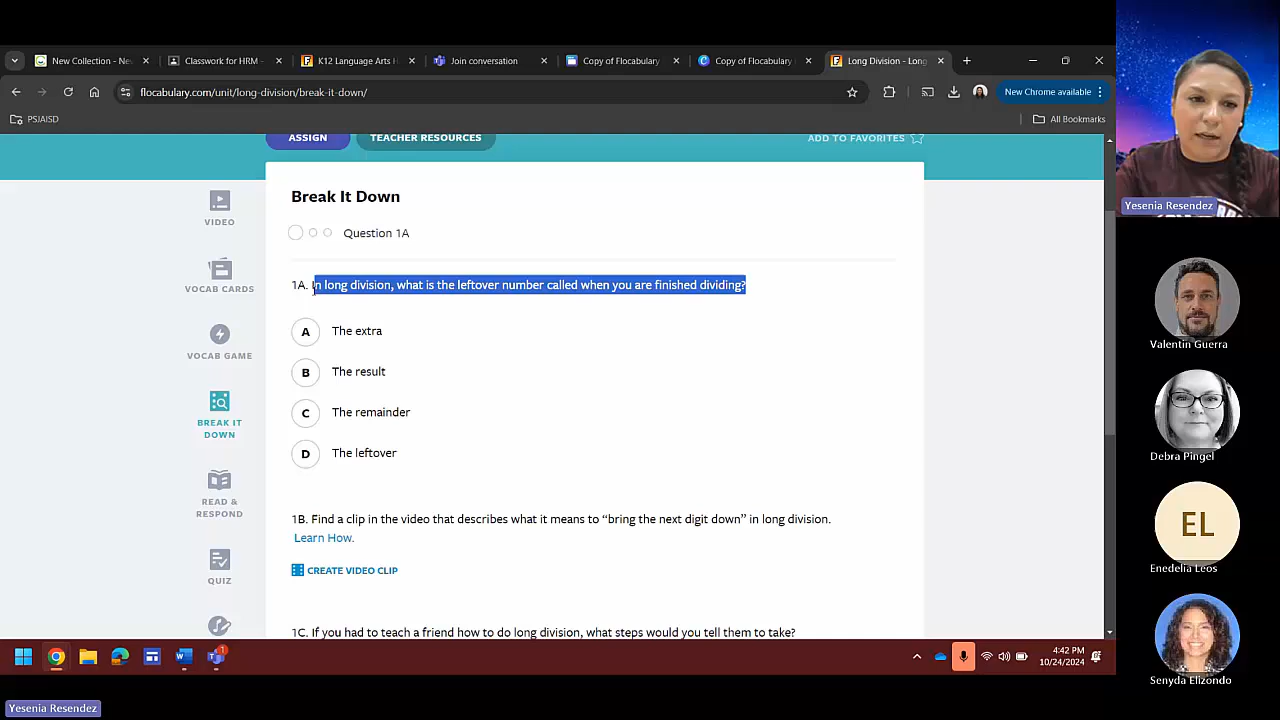 New Collection - Ne
Classwork for HRM -
K12 Language Arts
Join conversation
Copy of Flocabulary
Copy of Flocabulary
Long Division - Long
flocabulary.com/unit/long-division/break-it-down/
New Chrome available
PSJAISD
All Bookmarks
ASSIGN
TEACHER RESOURCES
ADD TO FAVORITES
VIDEO
VOCAB CARDS
VOCAB GAME
BREAK IT
DOWN
READ &
RESPOND
QUIZ
Break It Down
Question 1A
1A. In long division, what is the leftover number called when you are finished dividing?
A The extra
B The result
C The remainder
D The leftover
1B. Find a clip in the video that describes what it means to “bring the next digit down” in long division.
Learn How.
CREATE VIDEO CLIP
1C. If you had to teach a friend how to do long division, what steps would you tell them to take?
1
4:42 PM
10/24/2024
Yesenia Resendez
Yesenia Resendez
Valentin Guerra
Debra Pingel
EL
Enedelia Leos
Senyda Elizondo